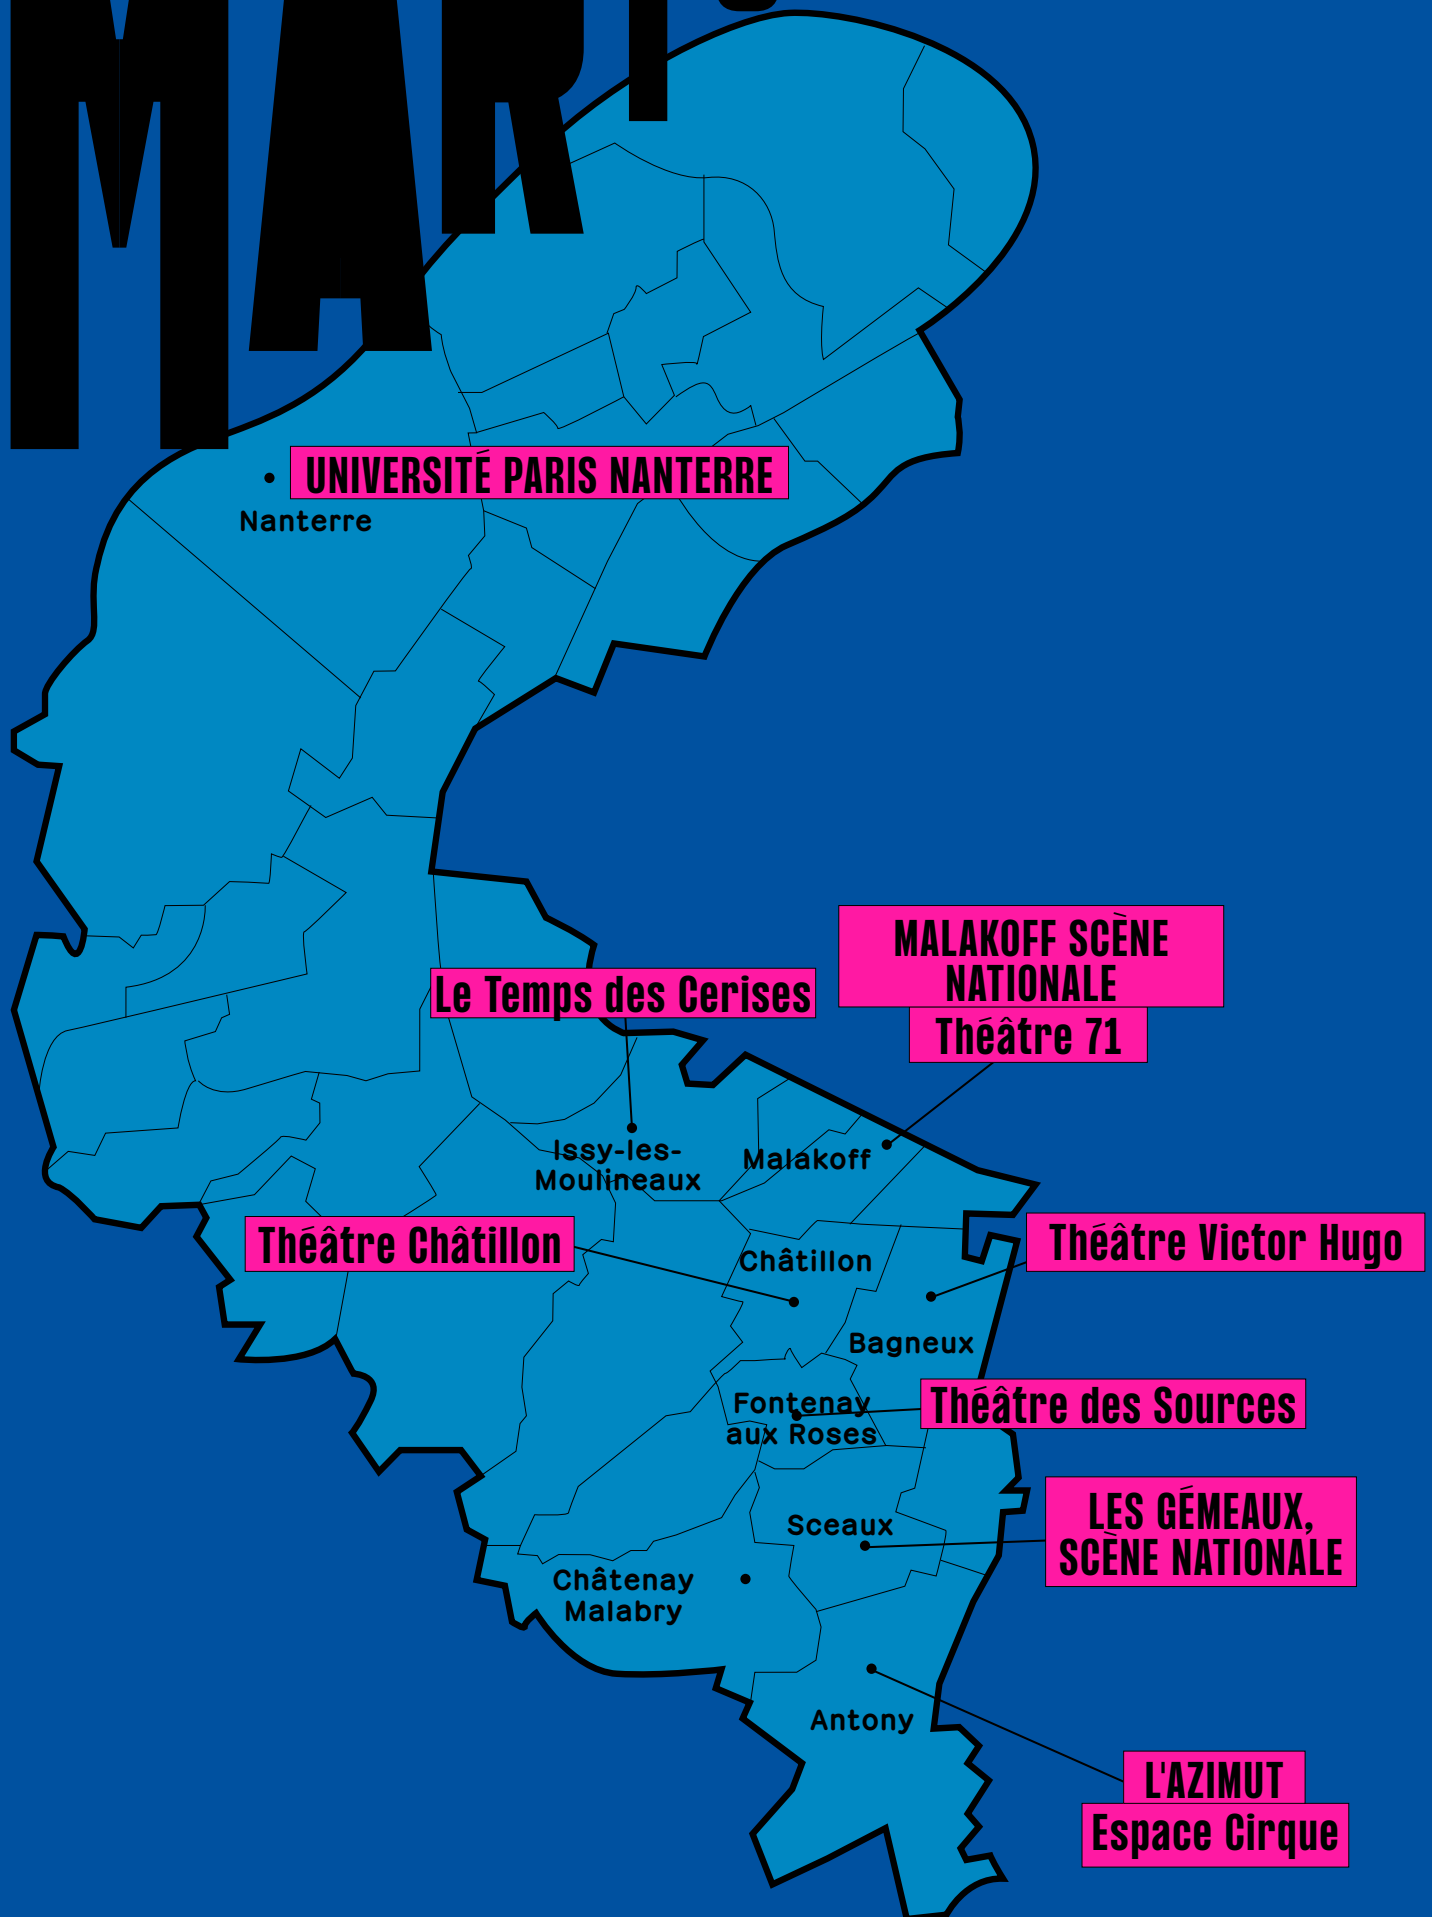 MAR
UNIVERSITÉ PARIS NANTERRE
Nanterre
MALAKOFF SCÈNE
NATIONALE
Théâtre 71
Le Temps des Cerises
Issy-les-
Moulineaux
Malakoff
Théâtre Châtillon
Châtillon
Théâtre Victor Hugo
Bagneux
Fontenay
aux Roses
Théâtre des Sources
LES GÉMEAUX,
SCÈNE NATIONALE
Sceaux
Châtenay
Malabry
Antony
L'AZIMUT
Espace Cirque